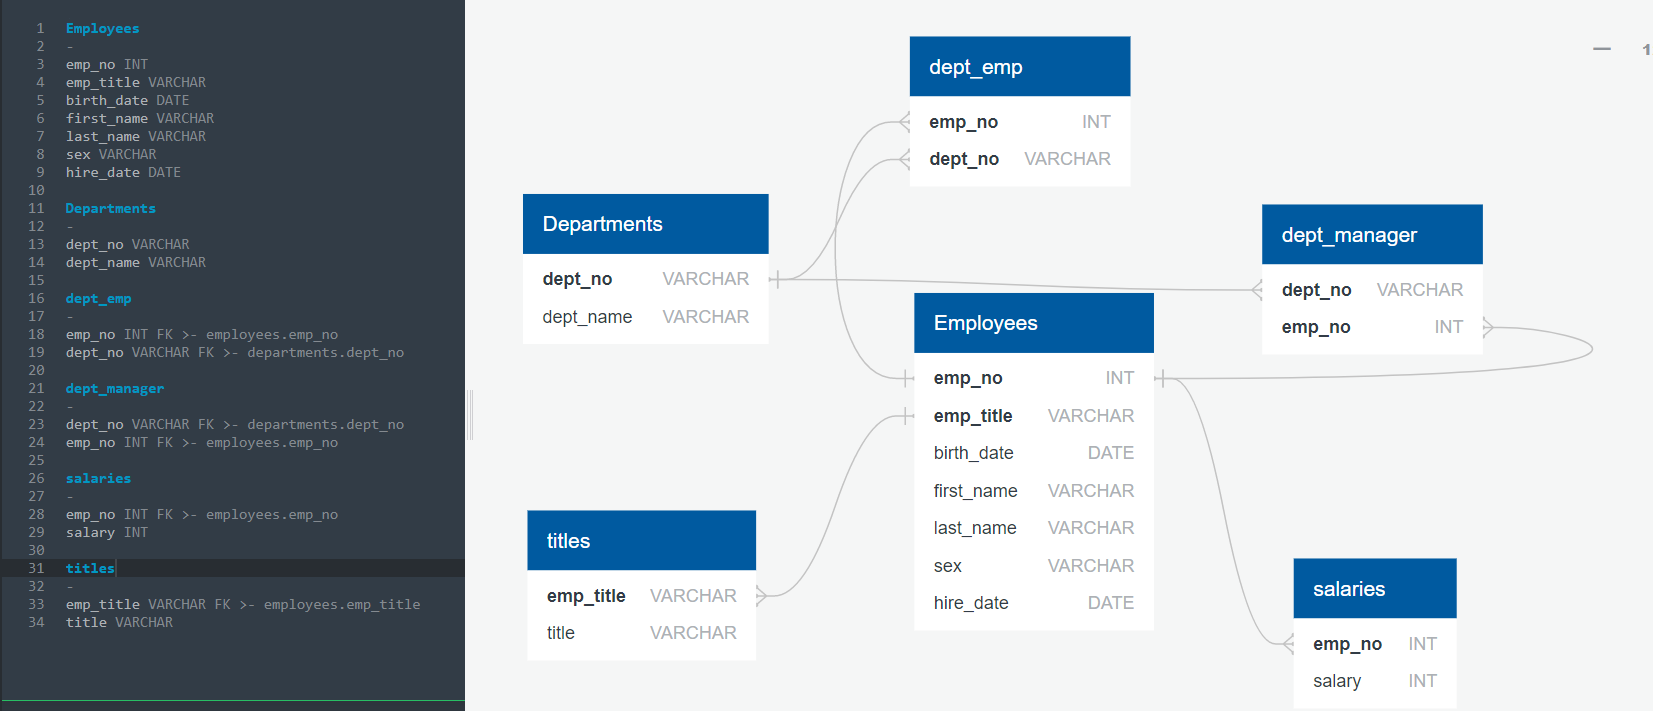 1 Employees
2 -
3 emp_no INT
4 emp_title VARCHAR
5 birth_date DATE
6 first_name VARCHAR
7 last_name VARCHAR
8 sex VARCHAR
9 hire_date DATE
10
11 Departments
12 -
13 dept_no VARCHAR
14 dept_name VARCHAR
15
16 dept_emp
17 -
18 emp_no INT FK >- employees.emp_no
19 dept_no VARCHAR FK >- departments.dept_no
20
21 dept_manager
22 -
23 dept_no VARCHAR FK >- departments.dept_no
24 emp_no INT FK >- employees.emp_no
25
26 salaries
27 -
28 emp_no INT FK >- employees.emp_no
29 salary INT
30
31 titles
32 -
33 emp_title VARCHAR FK >- employees.emp_title
34 title VARCHAR
dept_emp
emp_no INT
dept_no VARCHAR
Departments
dept_no VARCHAR
dept_name VARCHAR
dept_manager
dept_no VARCHAR
emp_no INT
Employees
emp_no INT
emp_title VARCHAR
birth_date DATE
first_name VARCHAR
last_name VARCHAR
sex VARCHAR
hire_date DATE
titles
emp_title VARCHAR
title VARCHAR
salaries
emp_no INT
salary INT